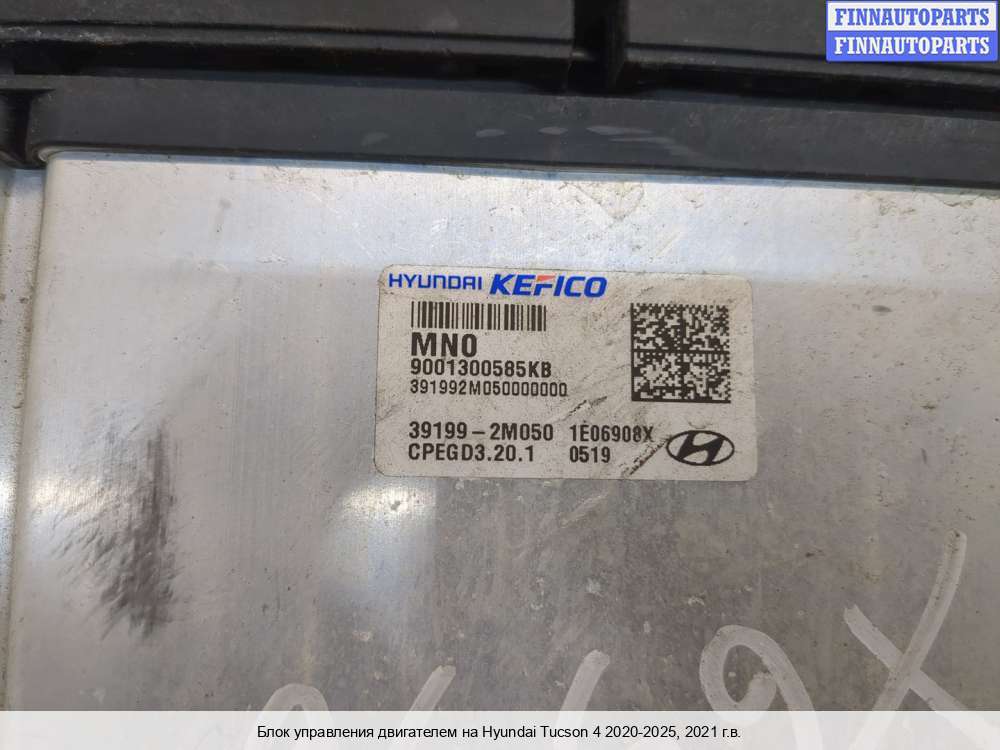 FINNAUTOPARTS
FINNAUTOPARTS
HYUNDAI KEFICO
MN0
9001300585KB
391992M050000000
39199-2M050 1E06908X
CPEGD3.20.1 0519
Блок управления двигателем на Hyundai Tucson 4 2020-2025, 2021 г.в.